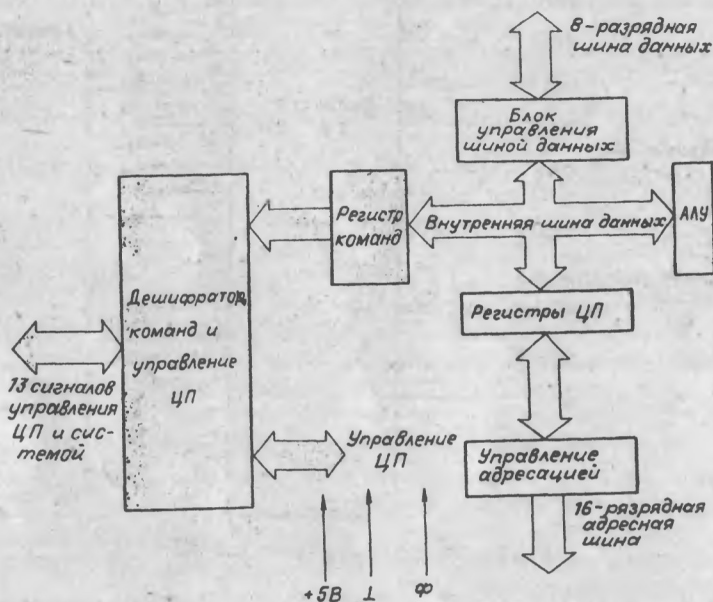 8-разрядная
шина данных
Блок
управления
шиной данных
Регистр
команд
Внутренняя шина данных
АЛУ
Дешифратор
команд и
управление
ЦП
Регистры ЦП
13 сигналов
управления
ЦП и сис-
темой
Управление
ЦП
Управление
адресацией
16-рязрядная
адресная
шина
+5В
⊥
Ф